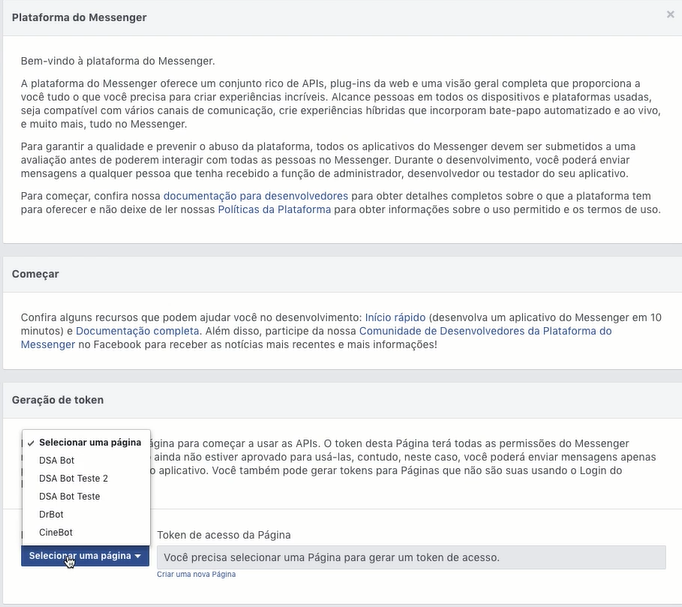 Plataforma do Messenger
Bem-vindo à plataforma do Messenger.
A plataforma do Messenger oferece um conjunto rico de APIs, plug-ins da web e uma visão geral completa que proporciona a
você tudo o que você precisa para criar experiências incríveis. Alcance pessoas em todos os dispositivos e plataformas usadas,
seja compatível com vários canais de comunicação, crie experiências híbridas que incorporam bate-papo automatizado e ao vivo,
e muito mais, tudo no Messenger.
Para garantir a qualidade e prevenir o abuso da plataforma, todos os aplicativos do Messenger devem ser submetidos a uma
avaliação antes de poderem interagir com todas as pessoas no Messenger. Durante o desenvolvimento, você poderá enviar
mensagens a qualquer pessoa que tenha recebido a função de administrador, desenvolvedor ou testador do seu aplicativo.
Para começar, confira nossa documentação para desenvolvedores para obter detalhes completos sobre o que a plataforma tem
para oferecer e não deixe de ler nossas Políticas da Plataforma para obter informações sobre o uso permitido e os termos de uso.
Começar
Confira alguns recursos que podem ajudar você no desenvolvimento: Início rápido (desenvolva um aplicativo do Messenger em 10
minutos) e Documentação completa. Além disso, participe da nossa Comunidade de Desenvolvedores da Plataforma do
Messenger no Facebook para receber as notícias mais recentes e mais informações!
Geração de token
ágina para começar a usar as APIs. O token desta Página terá todas as permissões do Messenger
ainda não estiver aprovado para usá-las, contudo, neste caso, você poderá enviar mensagens apenas
o aplicativo. Você também pode gerar tokens para Páginas que não são suas usando o Login do
✓ Selecionar uma página
DSA Bot
DSA Bot Teste 2
DSA Bot Teste
DrBot
CineBot
Selecionar uma página
Token de acesso da Página
Você precisa selecionar uma Página para gerar um token de acesso.
Criar uma nova Página